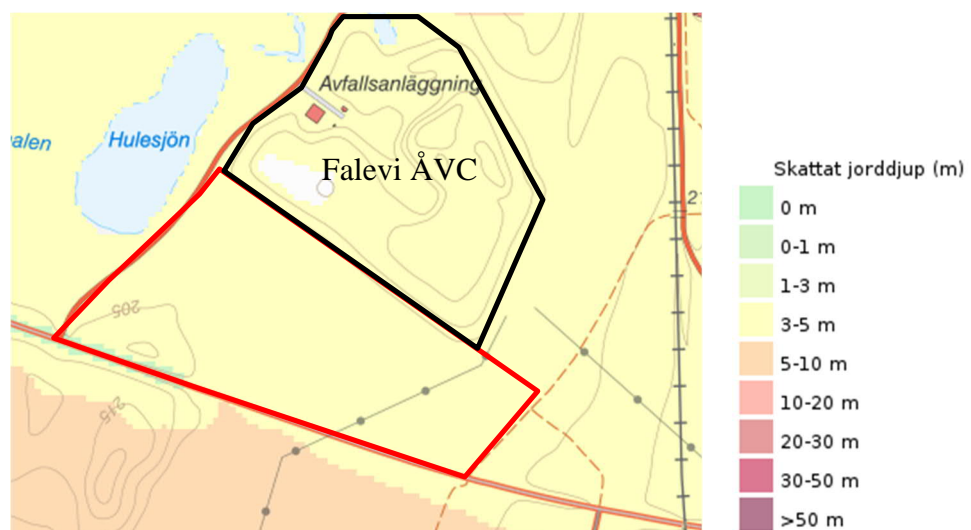 Avfallsanläggning
Hulesjön
alen
Falevi ÅVC
205
215
Skattat jorddjup (m)
0 m
0-1 m
1-3 m
3-5 m
5-10 m
10-20 m
20-30 m
30-50 m
>50 m